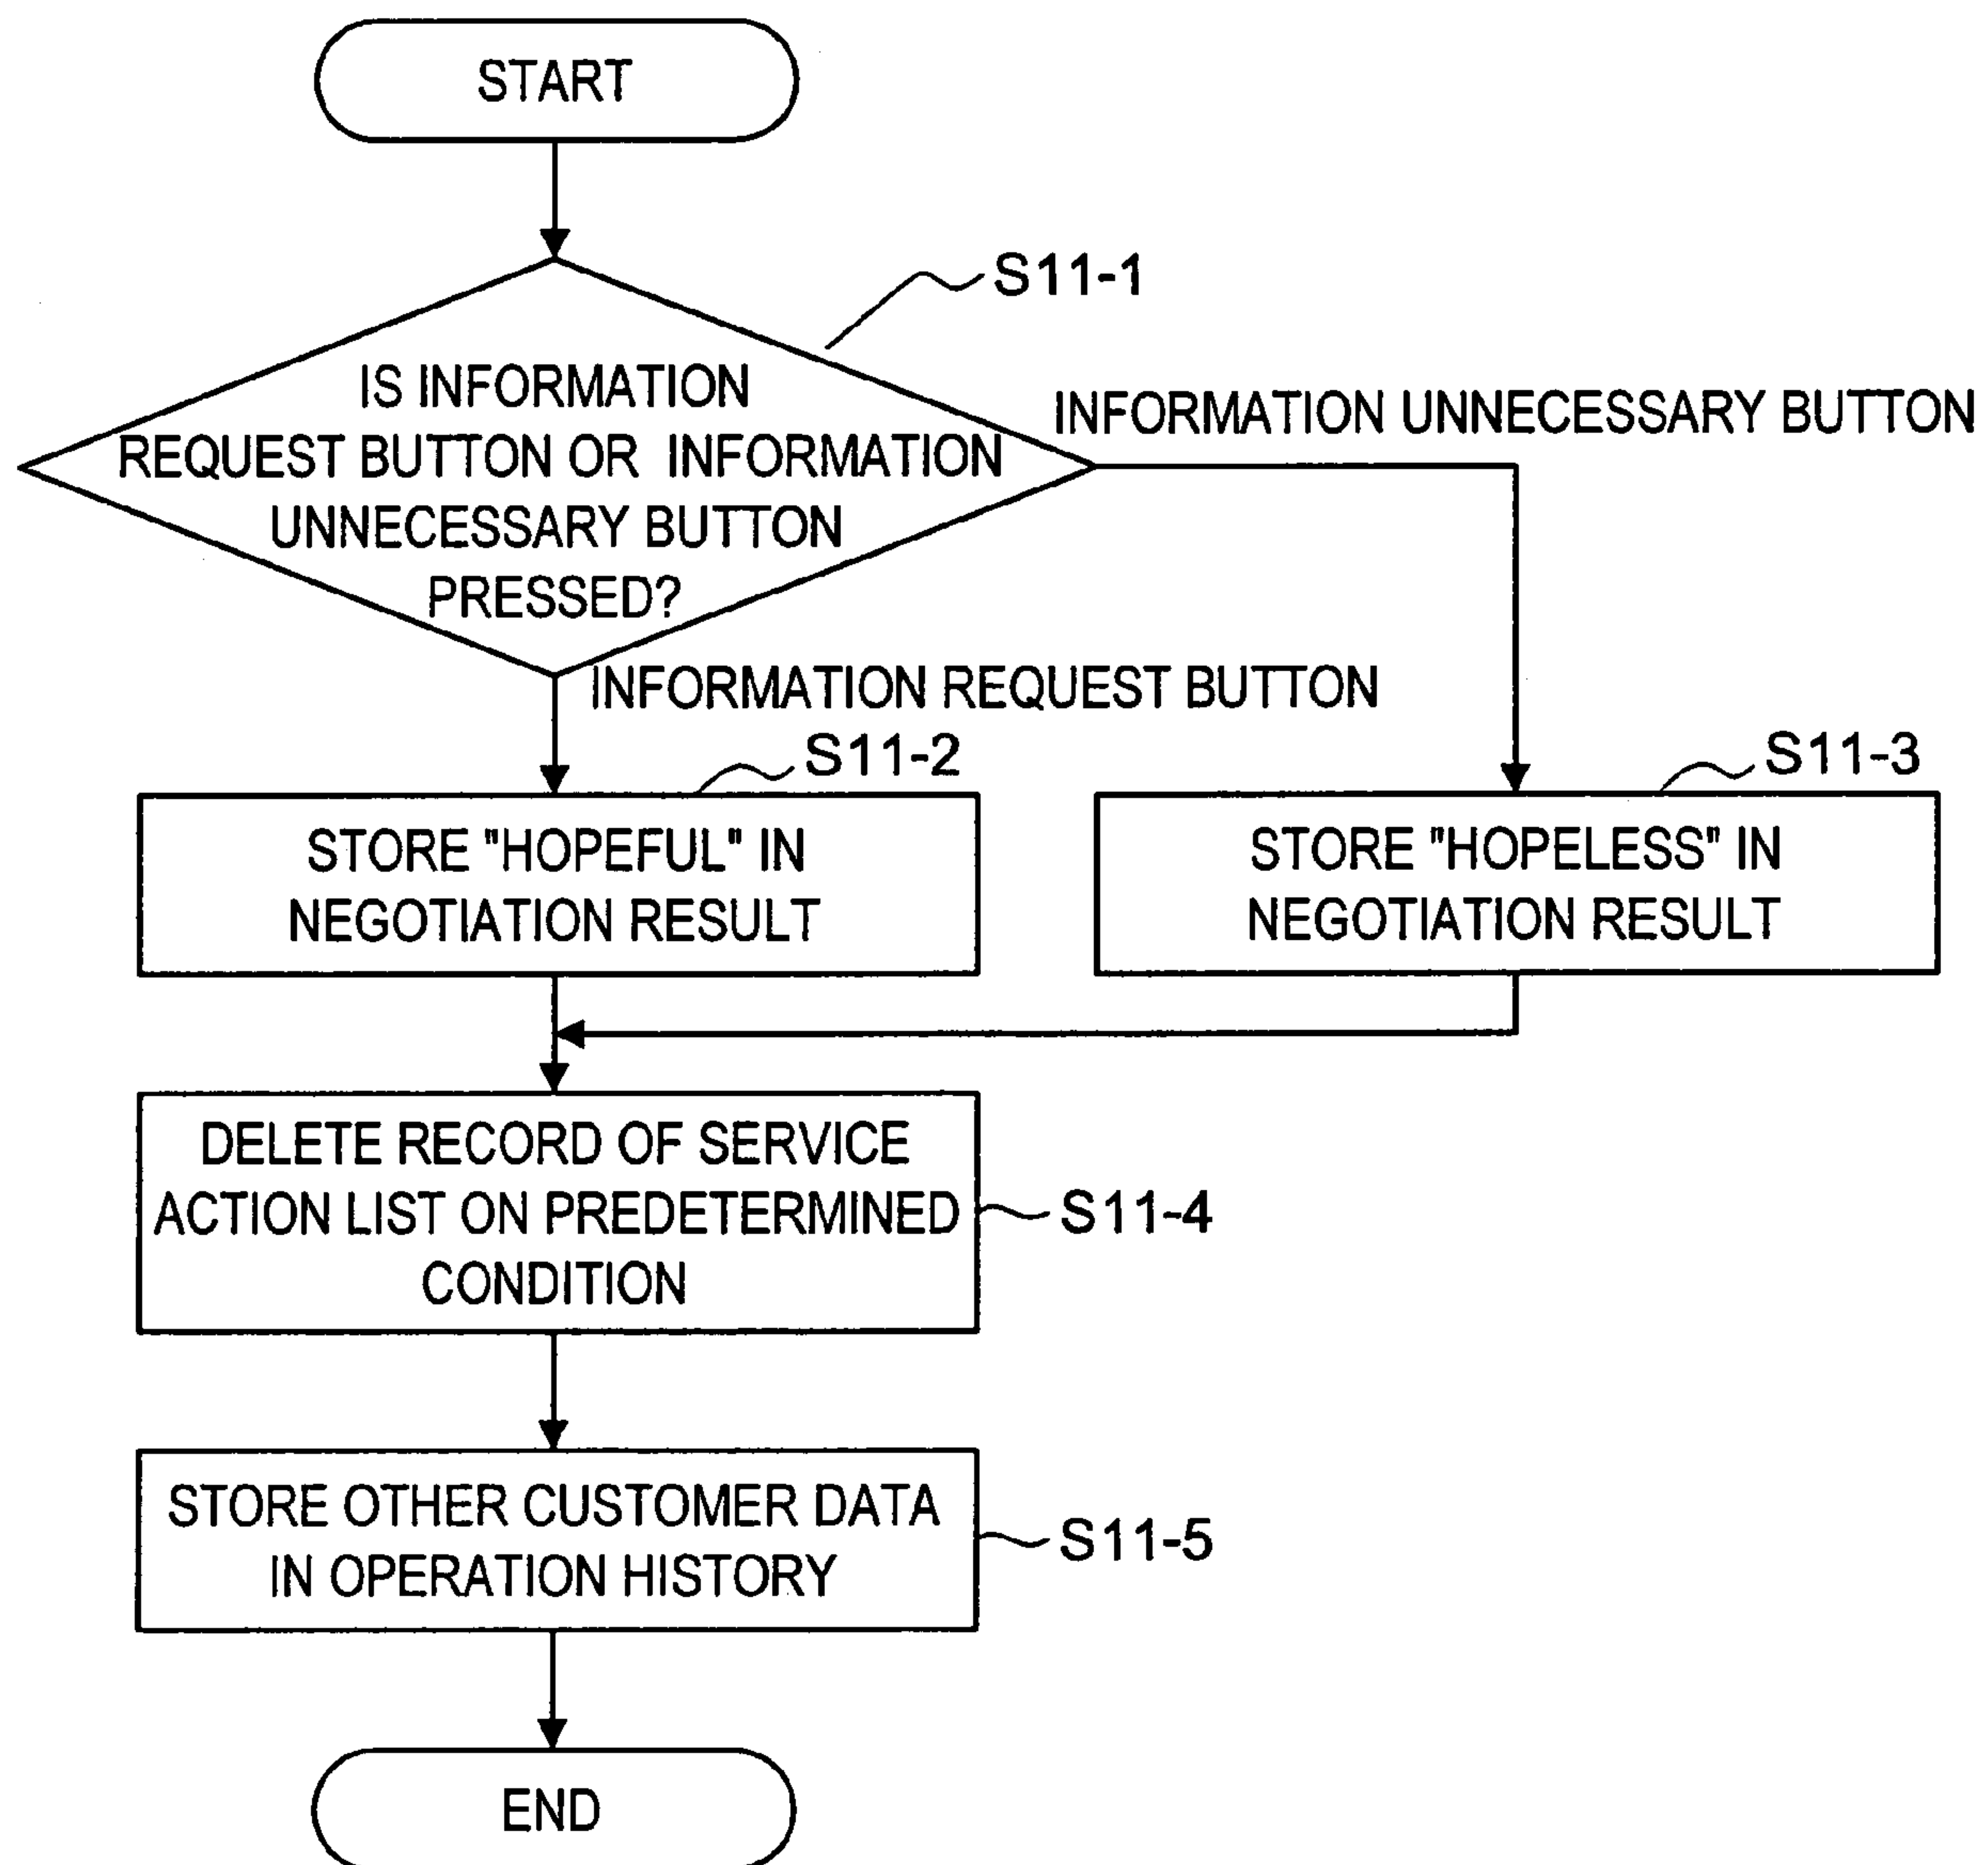 START
S11-1
IS INFORMATION
REQUEST BUTTON OR INFORMATION
UNNECESSARY BUTTON
PRESSED?
INFORMATION UNNECESSARY BUTTON
INFORMATION REQUEST BUTTON
S11-2
STORE "HOPEFUL" IN
NEGOTIATION RESULT
S11-3
STORE "HOPELESS" IN
NEGOTIATION RESULT
DELETE RECORD OF SERVICE
ACTION LIST ON PREDETERMINED
CONDITION
S11-4
STORE OTHER CUSTOMER DATA
IN OPERATION HISTORY
S11-5
END